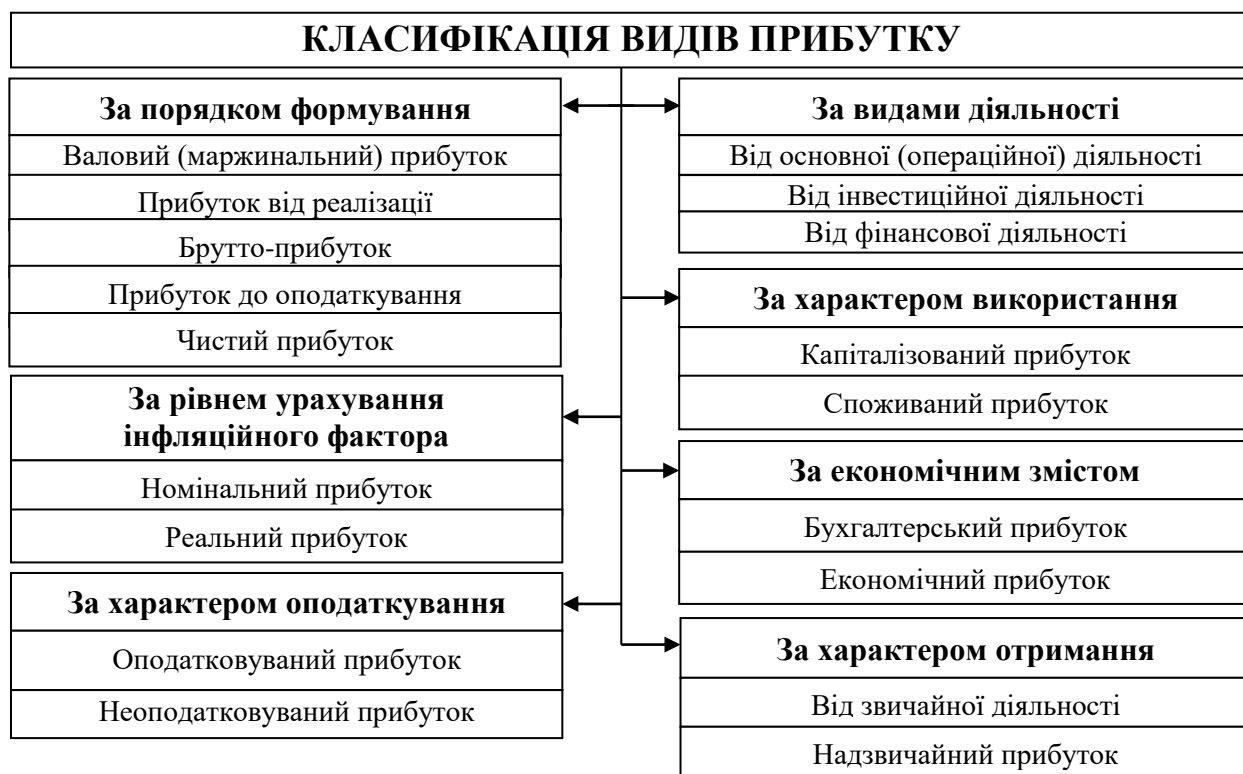 КЛАСИФІКАЦІЯ ВИДІВ ПРИБУТКУ
За порядком формування
Валовий (маржинальний) прибуток
Прибуток від реалізації
Брутто-прибуток
Прибуток до оподаткування
Чистий прибуток
За рівнем урахування
інфляційного фактора
Номінальний прибуток
Реальний прибуток
За характером оподаткування
Оподатковуваний прибуток
Неоподатковуваний прибуток
За видами діяльності
Від основної (операційної) діяльності
Від інвестиційної діяльності
Від фінансової діяльності
За характером використання
Капіталізований прибуток
Споживаний прибуток
За економічним змістом
Бухгалтерський прибуток
Економічний прибуток
За характером отримання
Від звичайної діяльності
Надзвичайний прибуток